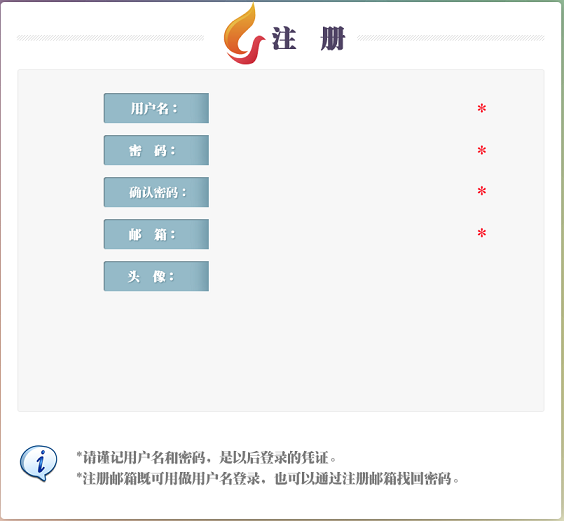 注 册
用户名： *
密 码： *
确认密码： *
邮 箱： *
头 像：
*请谨记用户名和密码，是以后登录的凭证。
*注册邮箱既可用做用户名登录，也可以通过注册邮箱找回密码。